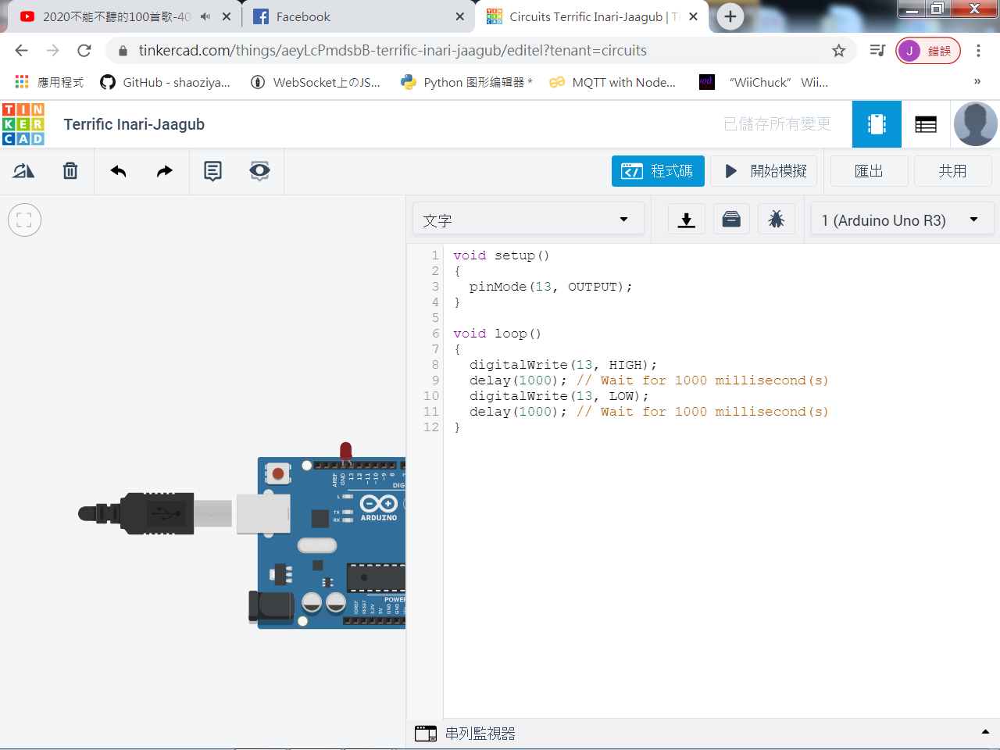 2020不能不聽的100首歌-40
Facebook
Circuits Terrific Inari-Jaagub | Ti
tinkercad.com/things/aeyLcPmdsbB-terrific-inari-jaagub/editel?tenant=circuits
J 錯誤
應用程式
GitHub - shaoziya...
WebSocket上のJS...
Python 图形编辑器 *
MQTT with Node...
“WiiChuck” Wii...
»
TINKERCAD
Terrific Inari-Jaagub
已儲存所有變更
程式碼
開始模擬
匯出
共用
文字
1 (Arduino Uno R3)
1 void setup()
2 {
3   pinMode(13, OUTPUT);
4 }
5
6 void loop()
7 {
8   digitalWrite(13, HIGH);
9   delay(1000); // Wait for 1000 millisecond(s)
10   digitalWrite(13, LOW);
11   delay(1000); // Wait for 1000 millisecond(s)
12 }
AREF
GND
13
12
~11
~10
~9
8
DIG
L
TX
RX
ARDUINO
POWE
IOREF
RESET
3.3V
5V
GND
GND
串列監視器